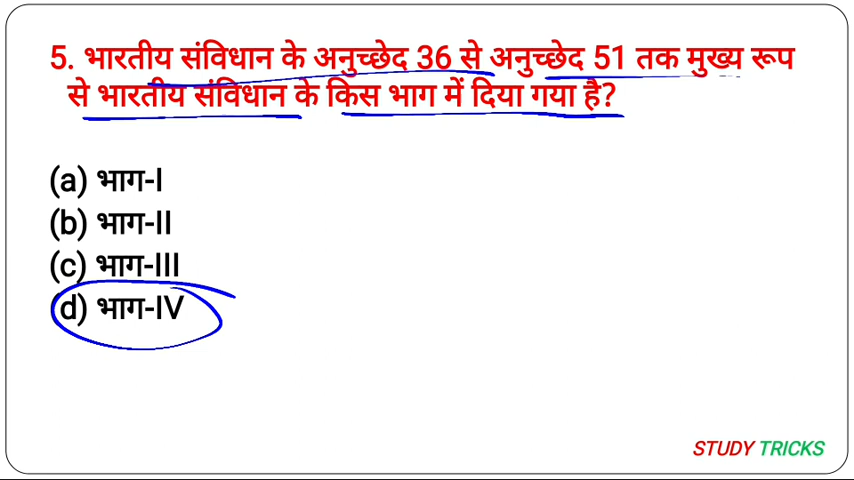 5. भारतीय संविधान के अनुच्छेद 36 से अनुच्छेद 51 तक मुख्य रूप
से भारतीय संविधान के किस भाग में दिया गया है?
(a) भाग-I
(b) भाग-II
(c) भाग-III
(d) भाग-IV
STUDY TRICKS